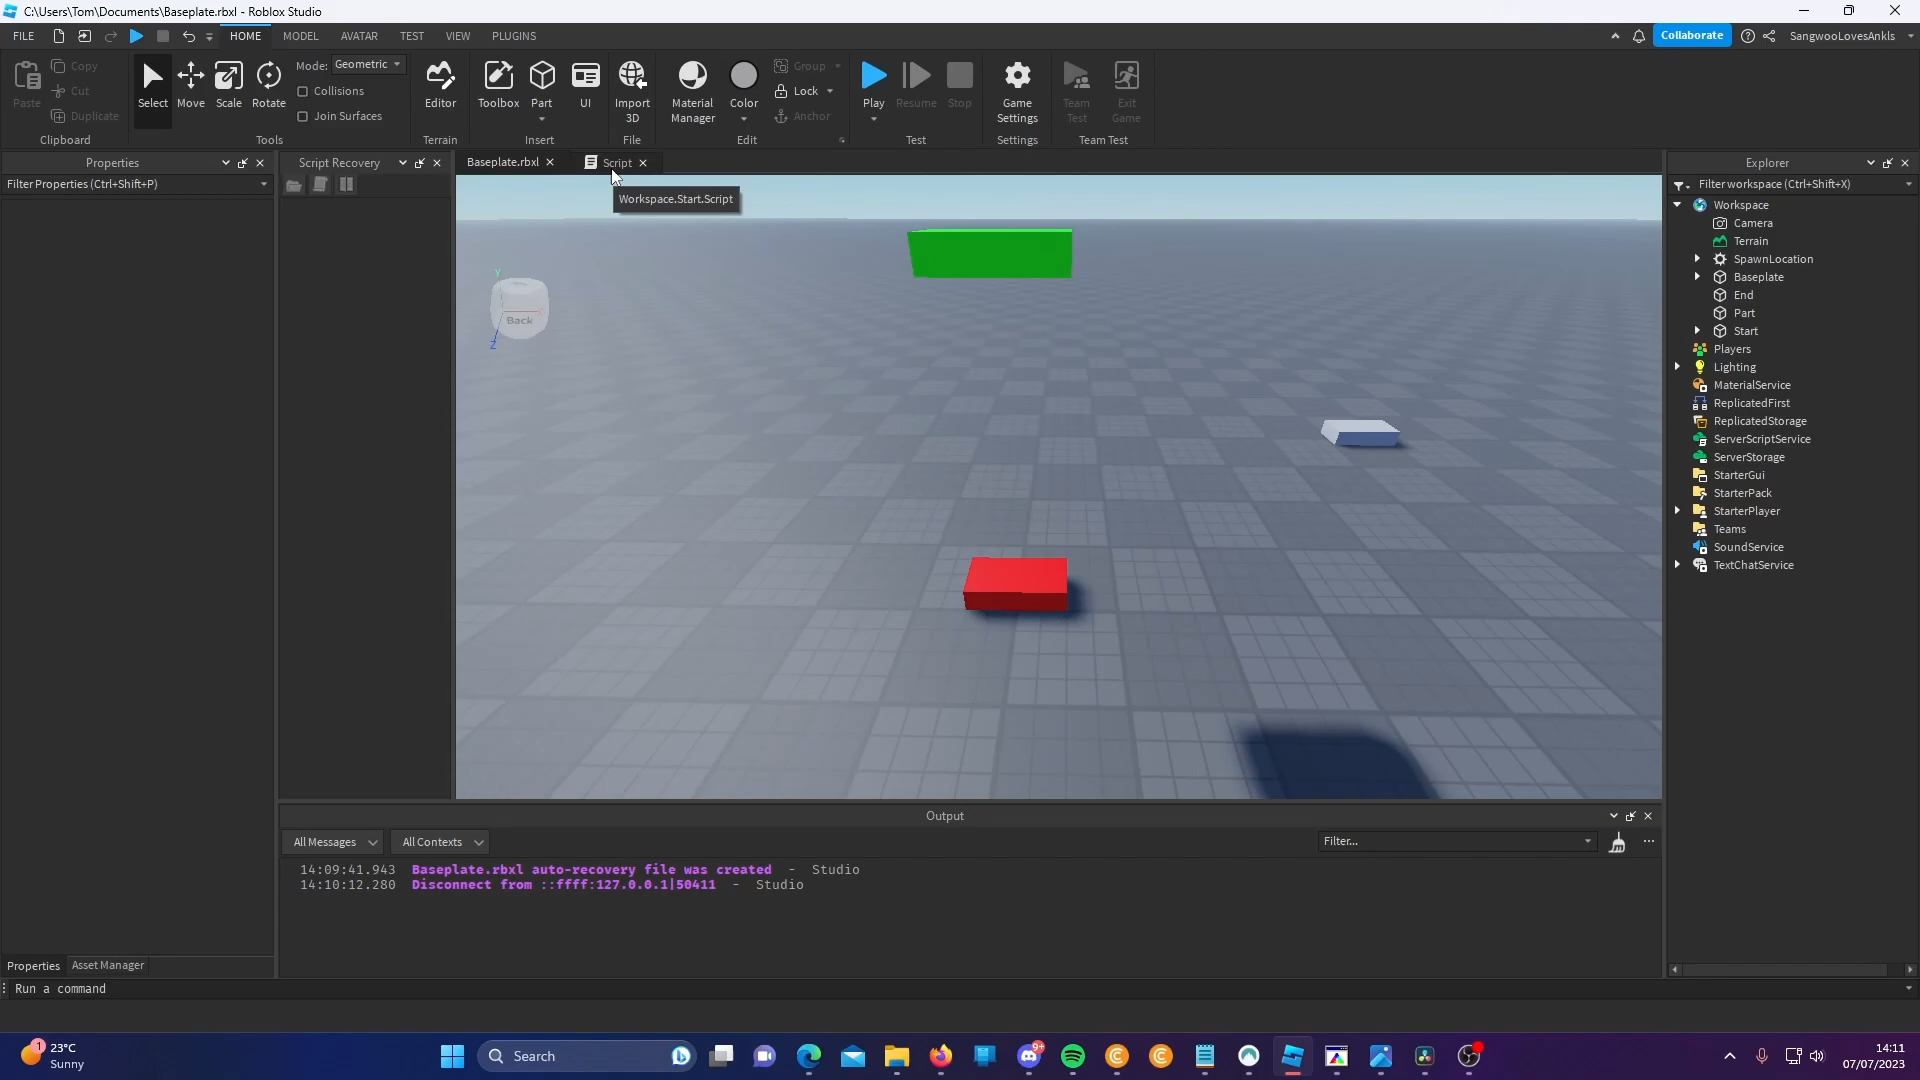 C:\Users\Tom\Documents\Baseplate.rbxl - Roblox Studio
FILE HOME MODEL AVATAR TEST VIEW PLUGINS Collaborate SangwooLovesAnkls
Paste Copy Cut Duplicate Clipboard
Select Move Scale Rotate Tools
Mode: Geometric
Collisions
Join Surfaces
Editor Terrain
Toolbox Part UI Insert
Import 3D File
Material Manager Color Group Lock Anchor Edit
Play Resume Stop Test
Game Settings Settings
Team Test Exit Game Team Test
Properties
Filter Properties (Ctrl+Shift+P)
Script Recovery
Baseplate.rbxl
Script
Workspace.Start.Script
Y
Back
Z
Explorer
Filter workspace (Ctrl+Shift+X)
Workspace
Camera
Terrain
SpawnLocation
Baseplate
End
Part
Start
Players
Lighting
MaterialService
ReplicatedFirst
ReplicatedStorage
ServerScriptService
ServerStorage
StarterGui
StarterPack
StarterPlayer
Teams
SoundService
TextChatService
Output
All Messages All Contexts Filter...
14:09:41.943 Baseplate.rbxl auto-recovery file was created - Studio
14:10:12.280 Disconnect from ::ffff:127.0.0.1|50411 - Studio
Properties Asset Manager
Run a command
1
23°C
Sunny
Search
9+
14:11
07/07/2023